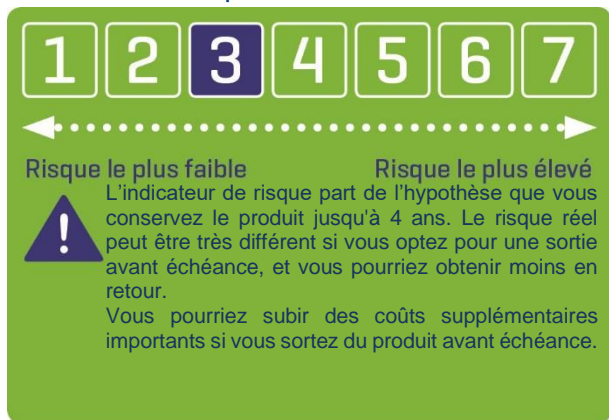 1 2 3 4 5 6 7
Risque le plus faible Risque le plus élevé
!
L'indicateur de risque part de l'hypothèse que vous
conservez le produit jusqu'à 4 ans. Le risque réel
peut être très différent si vous optez pour une sortie
avant échéance, et vous pourriez obtenir moins en
retour.
Vous pourriez subir des coûts supplémentaires
importants si vous sortez du produit avant échéance.